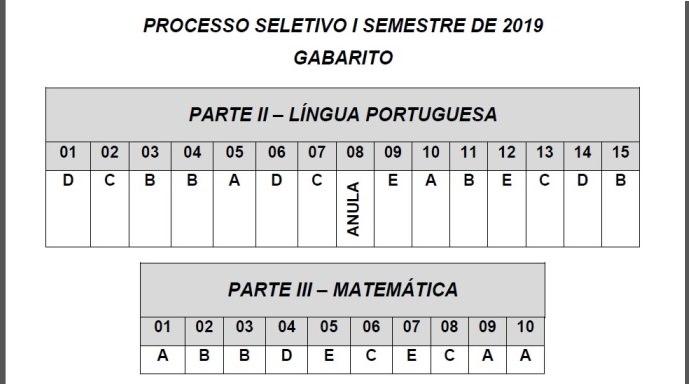 PROCESSO SELETIVO I SEMESTRE DE 2019
GABARITO
PARTE II – LÍNGUA PORTUGUESA
01 02 03 04 05 06 07 08 09 10 11 12 13 14 15
D C B B A D C ANULA E A B E C D B
PARTE III – MATEMÁTICA
01 02 03 04 05 06 07 08 09 10
A B B D E C E C A A